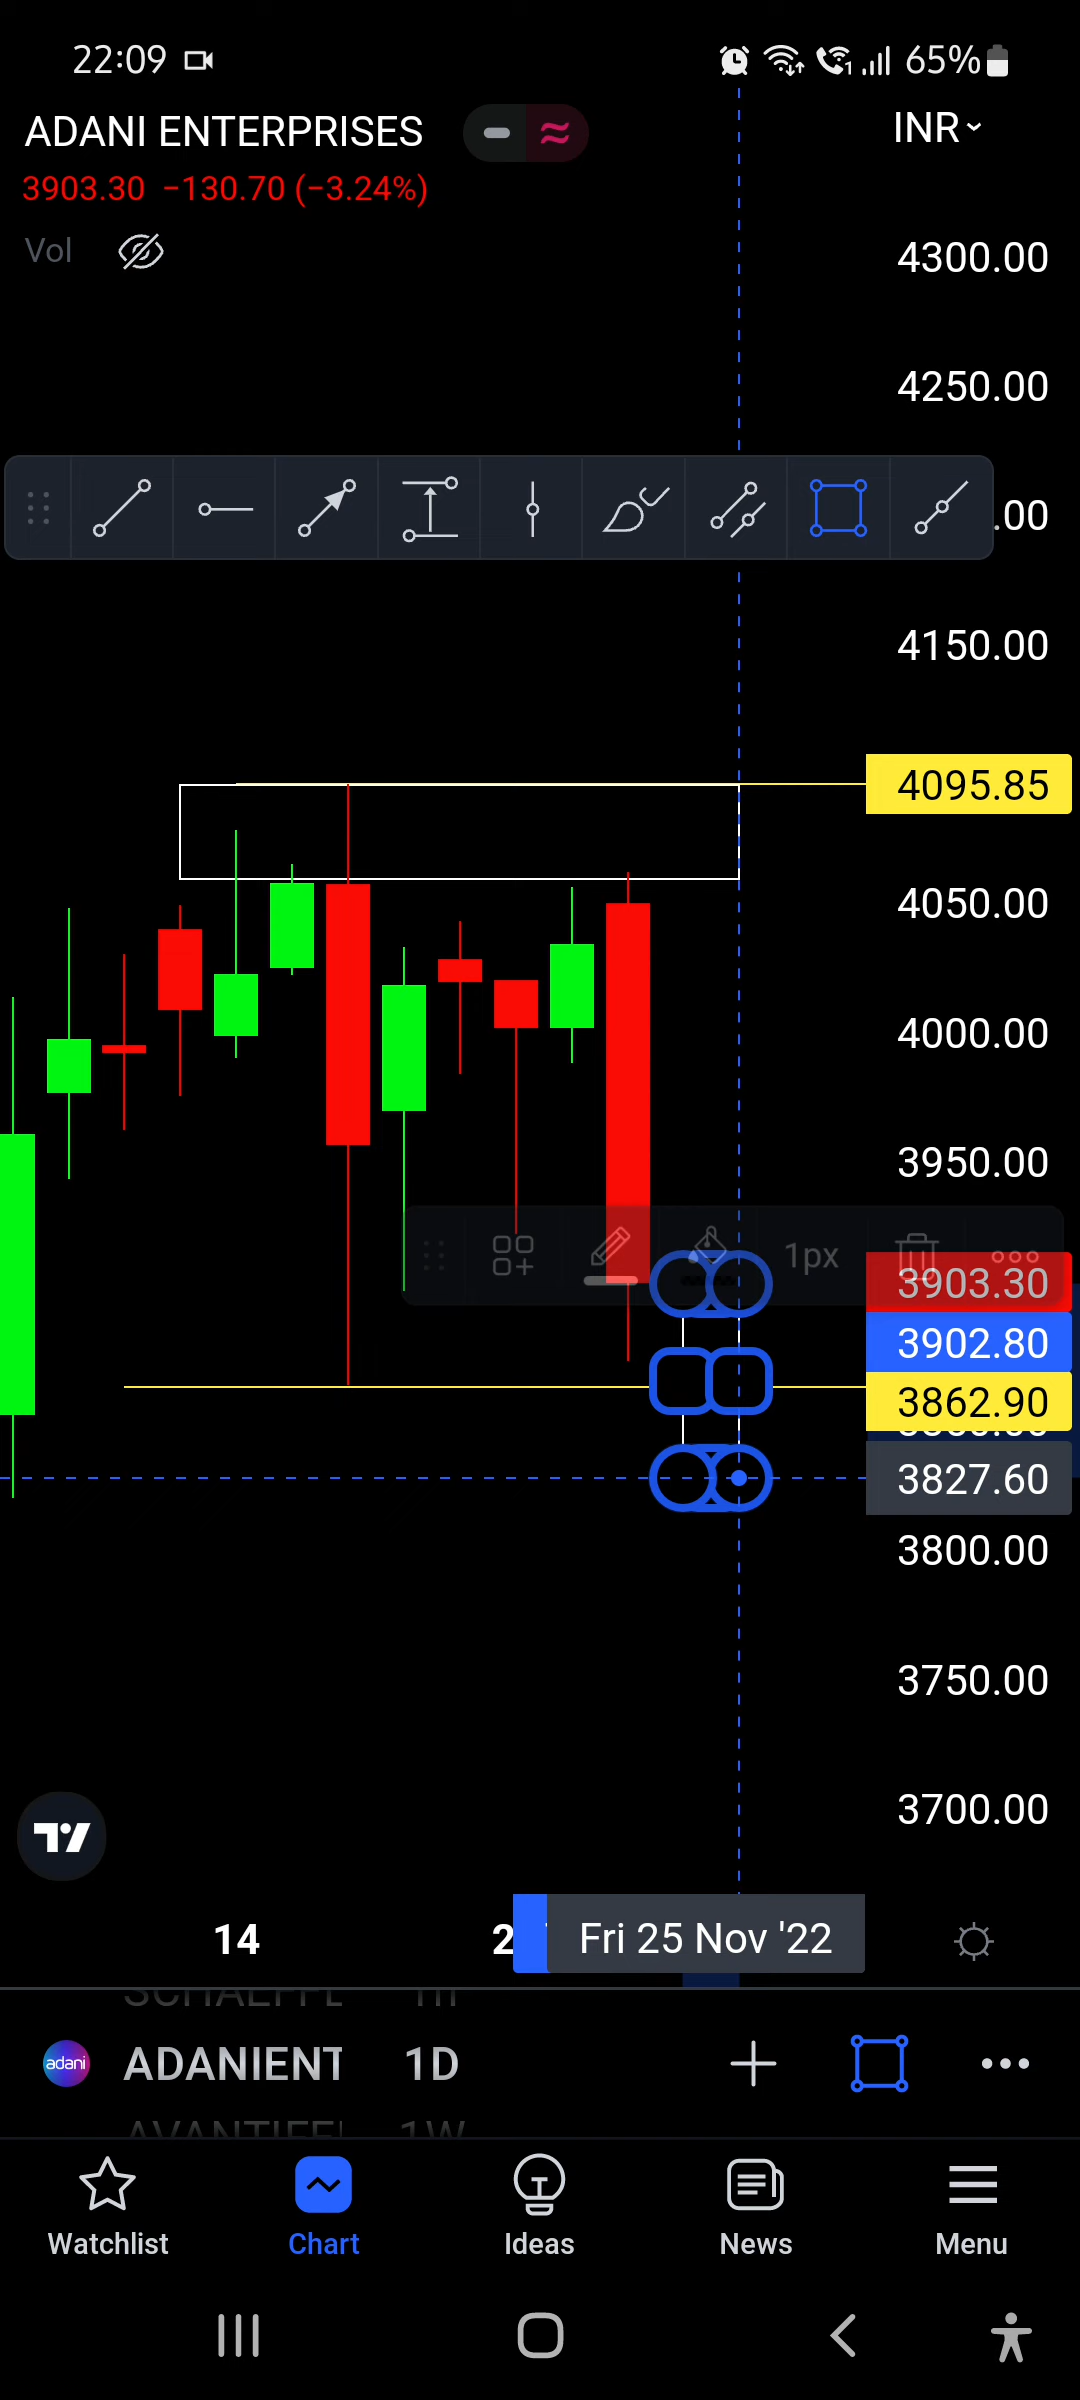 22:09
65%
ADANI ENTERPRISES
INR
3903.30 −130.70 (−3.24%)
Vol
4300.00
4250.00
.00
4150.00
4095.85
4050.00
4000.00
3950.00
1px
3903.30
3902.80
3862.90
3827.60
3800.00
3750.00
3700.00
14
2
Fri 25 Nov '22
adani
ADANIENT
1D
1W
Watchlist
Chart
Ideas
News
Menu